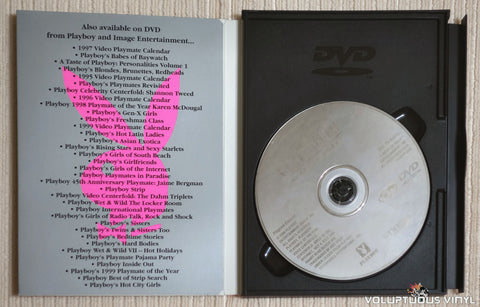 Also available on DVD
from Playboy and Image Entertainment...
• 1997 Video Playmate Calendar
• Playboy's Babes of Baywatch
• A Taste of Playboy: Personalities Volume 1
• Playboy's Blondes, Brunettes, Redheads
• 1995 Video Playmate Calendar
• Playboy's Playmates Revisited
• Playboy Celebrity Centerfold: Shannon Tweed
• 1996 Video Playmate Calendar
• Playboy 1998 Playmate of the Year Karen McDougal
• Playboy's Gen-X Girls
• Playboy's Freshman Class
• 1999 Video Playmate Calendar
• Playboy's Hot Latin Ladies
• Playboy's Asian Exotica
• Playboy's Rising Stars and Sexy Starlets
• Playboy's Girls of South Beach
• Playboy's Girlfriends
• Playboy's Girls of the Internet
• Playboy Playmates in Paradise
• Playboy 45th Anniversary Playmate: Jaime Bergman
• Playboy Strip
• Playboy Video Centerfold: The Dahm Triplets
• Playboy Wet & Wild The Locker Room
• Playboy International Playmates
• Playboy's Girls of Radio Talk, Rock and Shock
• Playboy's Sisters
• Playboy's Twins & Sisters Too
• Playboy's Bedtime Stories
• Playboy's Hard Bodies
• Playboy Wet & Wild VII – Hot Holidays
• Playboy's Playmate Pajama Party
• Playboy Inside Out
• Playboy's 1999 Playmate of the Year
• Playboy's Best of Strip Search
• Playboy's Hot City Girls
DVD
DVD
VOLUPTUOUS VINYL